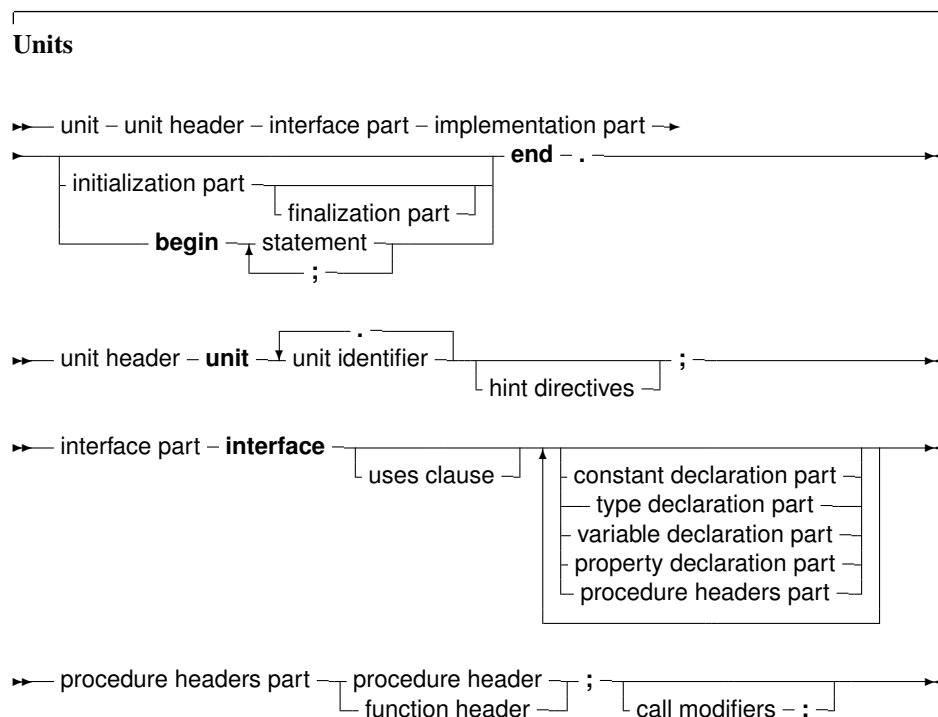 Units
unit – unit header – interface part – implementation part
end – .
initialization part
finalization part
begin statement
;
.
unit header – unit unit identifier ;
hint directives
interface part – interface
uses clause constant declaration part
type declaration part
variable declaration part
property declaration part
procedure headers part
procedure headers part procedure header ;
function header call modifiers – :